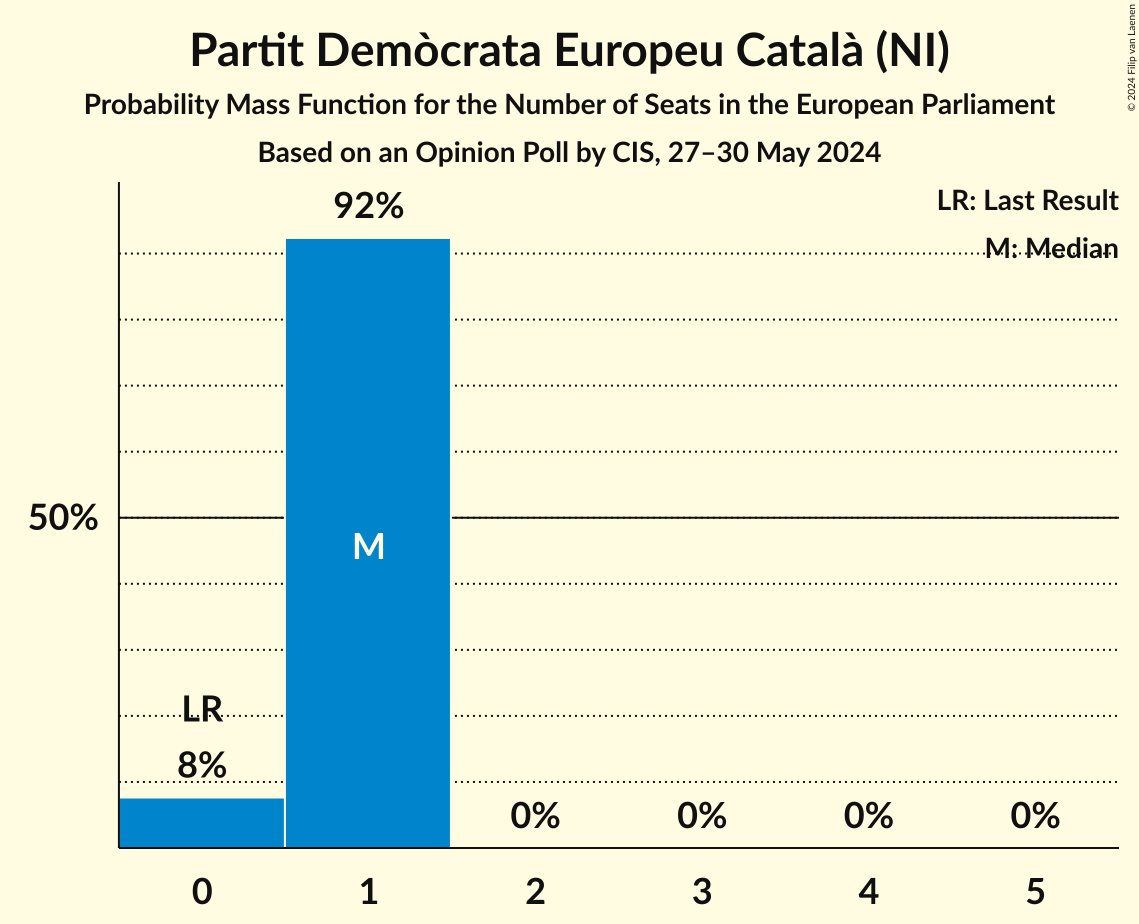 Partit Demòcrata Europeu Català (NI)
Probability Mass Function for the Number of Seats in the European Parliament
Based on an Opinion Poll by CIS, 27–30 May 2024
© 2024 Filip van Laenen
LR: Last Result
M: Median
92%
50%
M
LR
8%
0%
0%
0%
0%
0
1
2
3
4
5